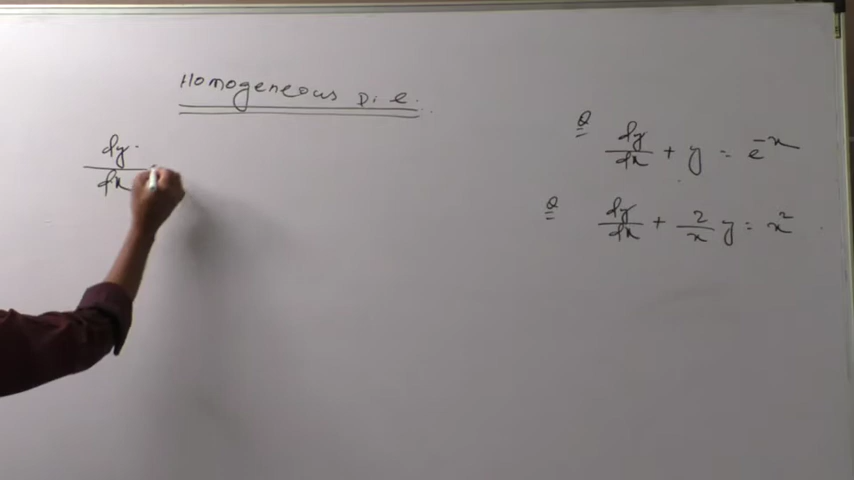 Homogeneous D.e.
dy
dx
Q dy/dx + y = e^-x
Q dy/dx + 2/x y = x^2